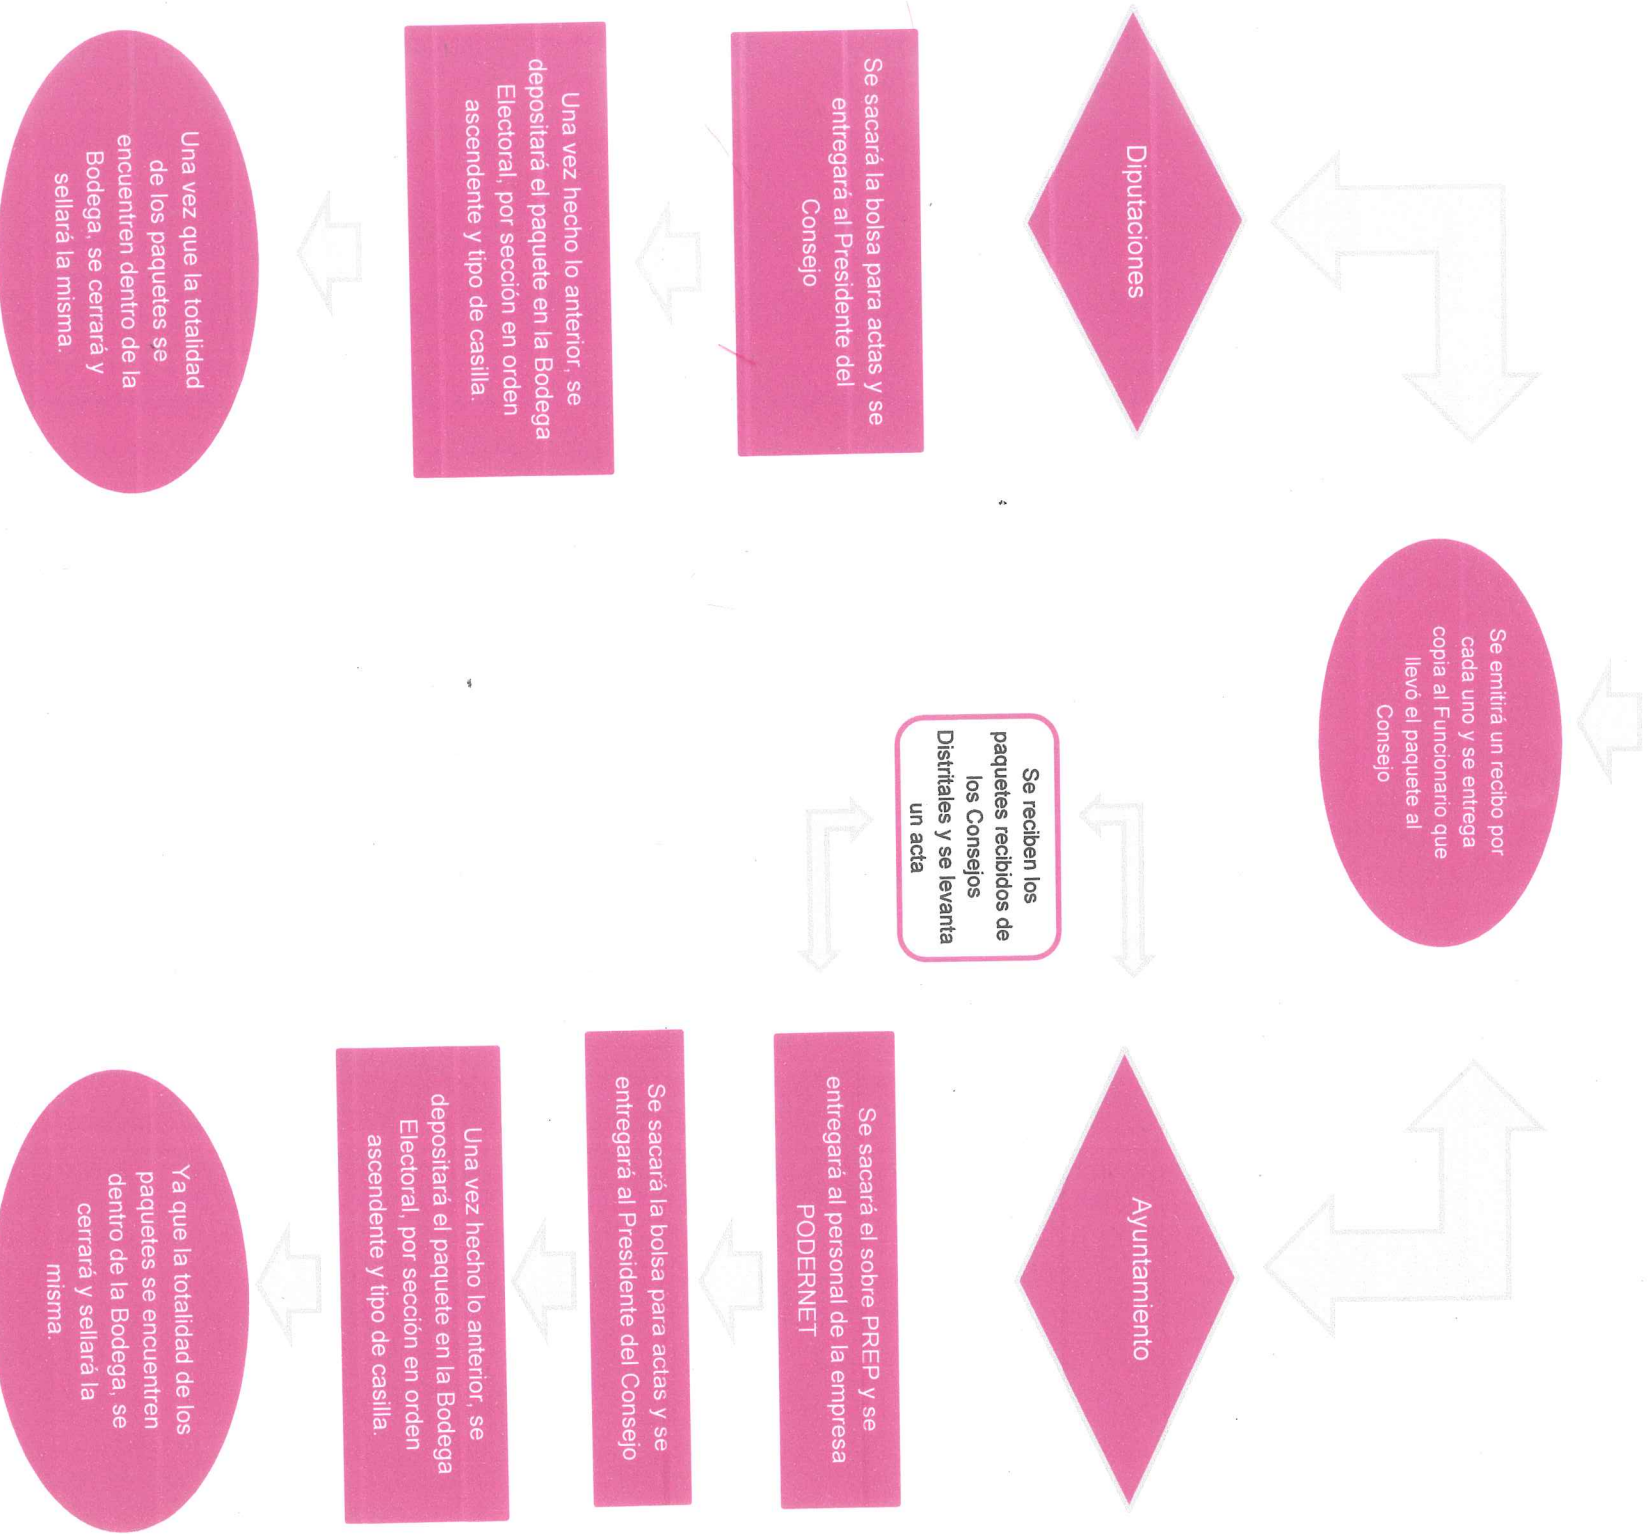 Se emitirá un recibo por
cada uno y se entrega
copia al Funcionario que
llevó el paquete al
Consejo
Diputaciones
Se sacará la bolsa para actas y se
entregará al Presidente del
Consejo
Una vez hecho lo anterior, se
depositará el paquete en la Bodega
Electoral, por sección en orden
ascendente y tipo de casilla.
Una vez que la totalidad
de los paquetes se
encuentren dentro de la
Bodega, se cerrará y
sellará la misma.
Se reciben los
paquetes recibidos de
los Consejos
Distritales y se levanta
un acta
Ayuntamiento
Se sacará el sobre PREP y se
entregará al personal de la empresa
PODERNET
Se sacará la bolsa para actas y se
entregará al Presidente del Consejo
Una vez hecho lo anterior, se
depositará el paquete en la Bodega
Electoral, por sección en orden
ascendente y tipo de casilla.
Ya que la totalidad de los
paquetes se encuentren
dentro de la Bodega, se
cerrará y sellará la
misma.